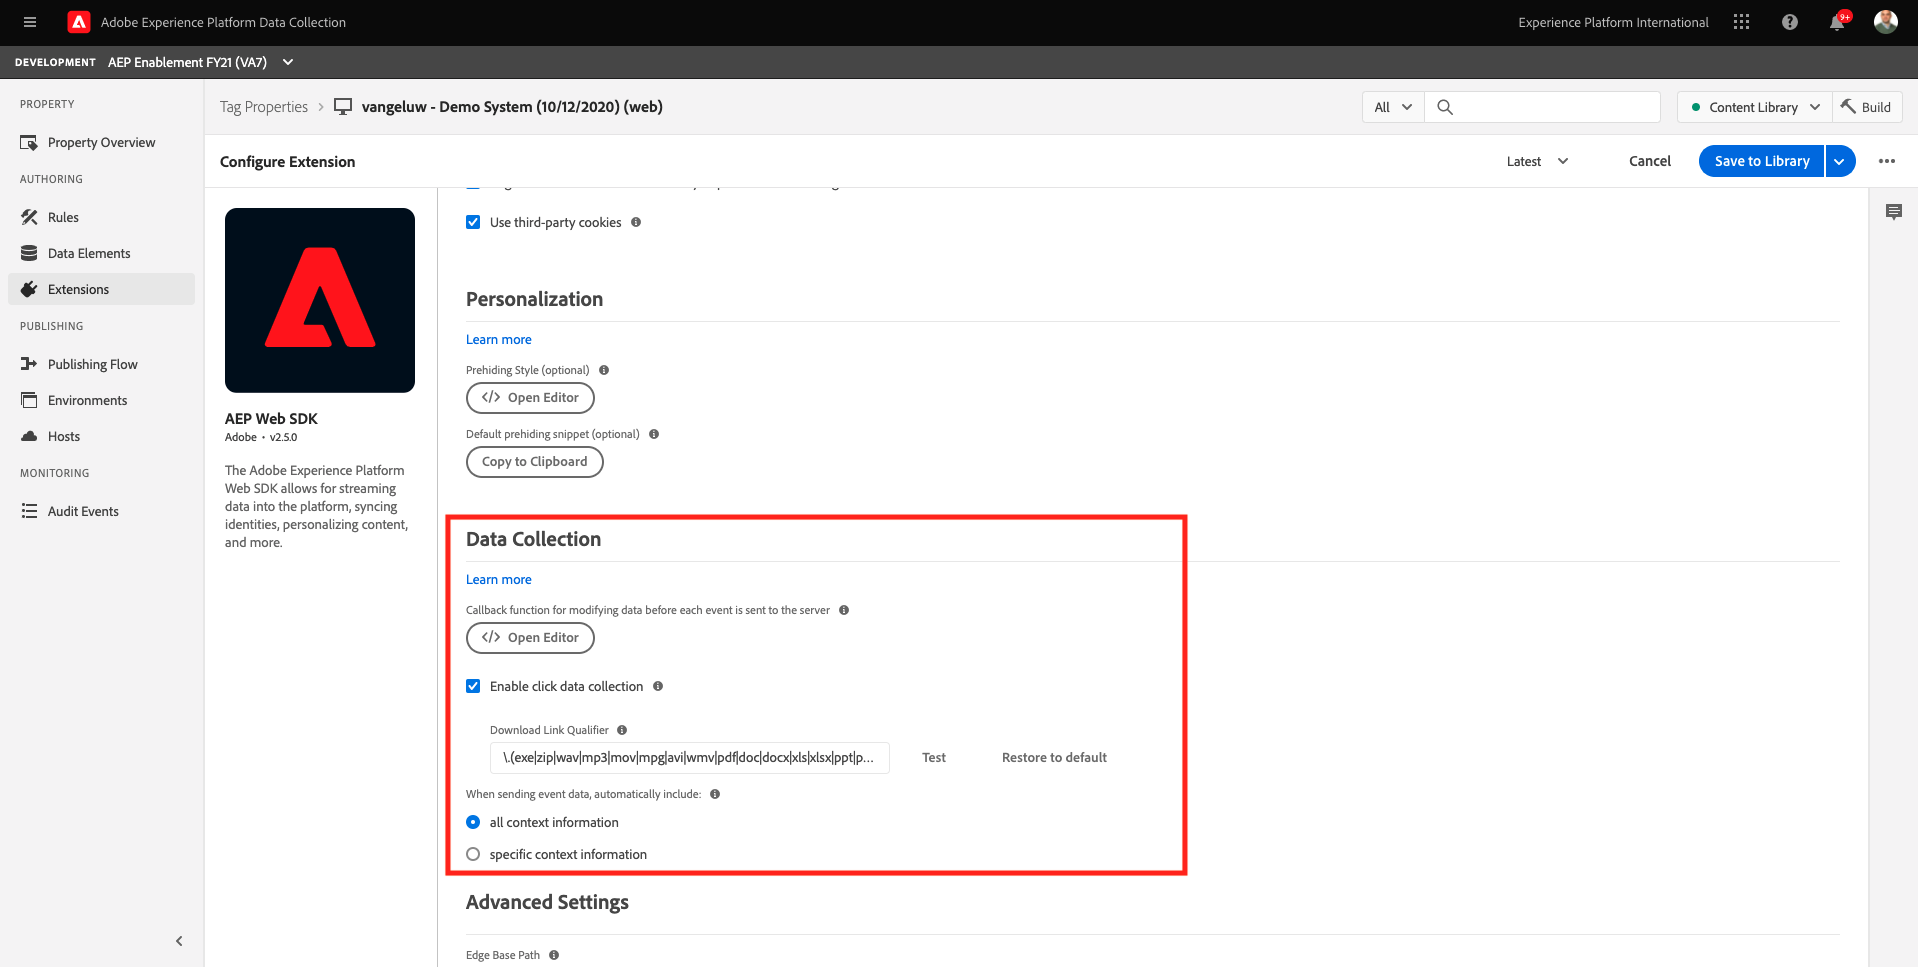 Adobe Experience Platform Data Collection
Experience Platform International
9+
DEVELOPMENT AEP Enablement FY21 (VA7)
PROPERTY
Property Overview
AUTHORING
Rules
Data Elements
Extensions
PUBLISHING
Publishing Flow
Environments
Hosts
MONITORING
Audit Events
Tag Properties > vangeluw - Demo System (10/12/2020) (web)
All
Content Library
Build
Configure Extension
Latest
Cancel
Save to Library
AEP Web SDK
Adobe • v2.5.0
The Adobe Experience Platform
Web SDK allows for streaming
data into the platform, syncing
identities, personalizing content,
and more.
Use third-party cookies
Personalization
Learn more
Prehiding Style (optional)
</> Open Editor
Default prehiding snippet (optional)
Copy to Clipboard
Data Collection
Learn more
Callback function for modifying data before each event is sent to the server
</> Open Editor
Enable click data collection
Download Link Qualifier
\.(exe|zip|wav|mp3|mov|mpg|avi|wmv|pdf|doc|docx|xls|xlsx|ppt|p...
Test
Restore to default
When sending event data, automatically include:
all context information
specific context information
Advanced Settings
Edge Base Path